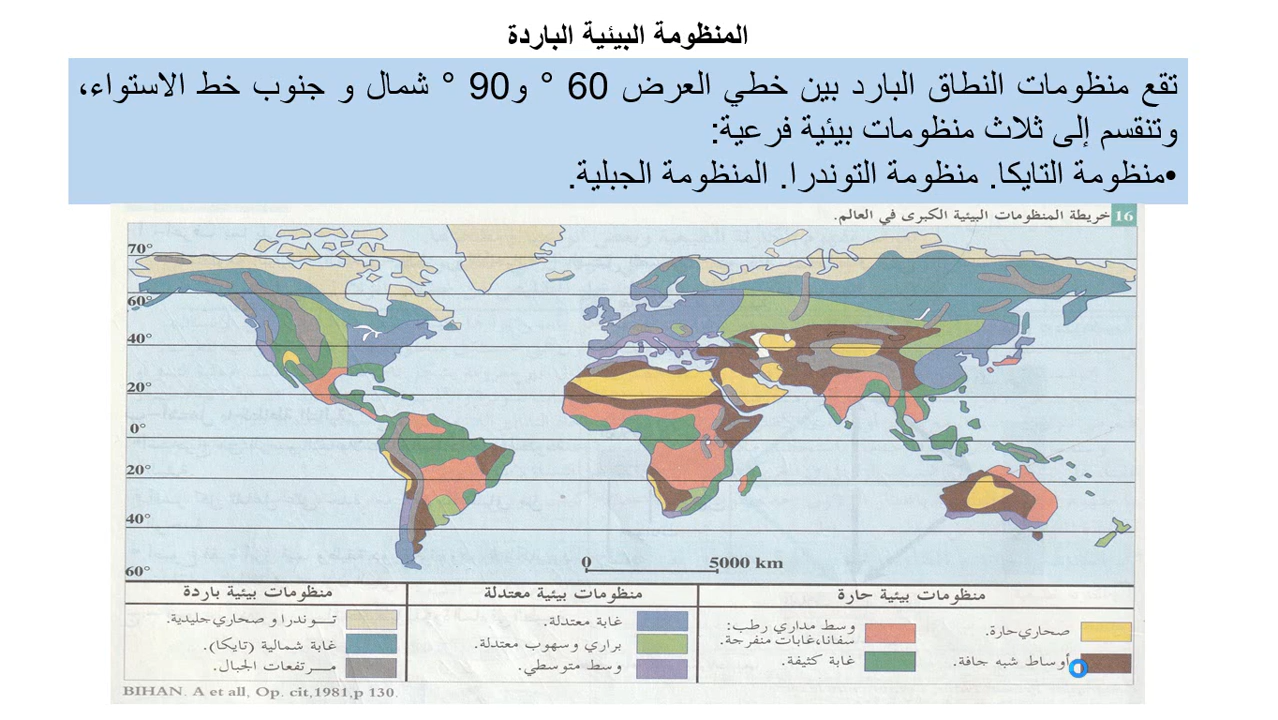 المنظومة البيئية الباردة
تقع منظومات النطاق البارد بين خطي العرض 60 ° و90 ° شمال و جنوب خط الاستواء،
وتنقسم إلى ثلاث منظومات بيئية فرعية:
•منظومة التايكا. منظومة التوندرا. المنظومة الجبلية.
16 خريطة المنظومات البيئية الكبرى في العالم.
70°
60°
40°
20°
0°
20°
40°
60°
0 5000 km
منظومات بيئية حارة
منظومات بيئية معتدلة
منظومات بيئية باردة
صحاري حارة.
أوساط شبه جافة.
وسط مداري رطب:
سفانا، غابات منفرجة.
غابة كثيفة.
غابة معتدلة.
براري وسهوب معتدلة.
وسط متوسطي.
تـوندرا و صحاري جليدية.
غابة شمالية (تايكا).
مـرتفعات الجبال.
BIHAN. A et all, Op. cit,1981,p 130.